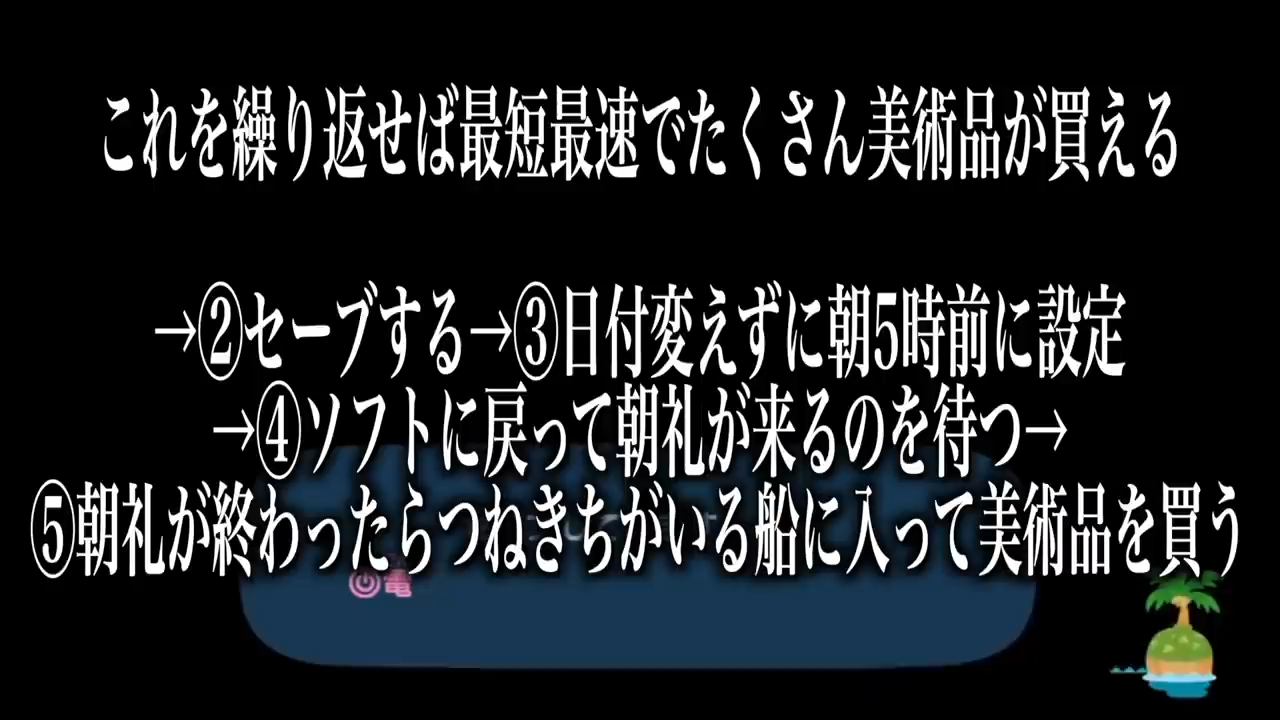 これを繰り返せば最短最速でたくさん美術品が買える
→②セーブする→③日付変えずに朝5時前に設定
→④ソフトに戻って朝礼が来るのを待つ→
⑤朝礼が終わったらつねきちがいる船に入って美術品を買う